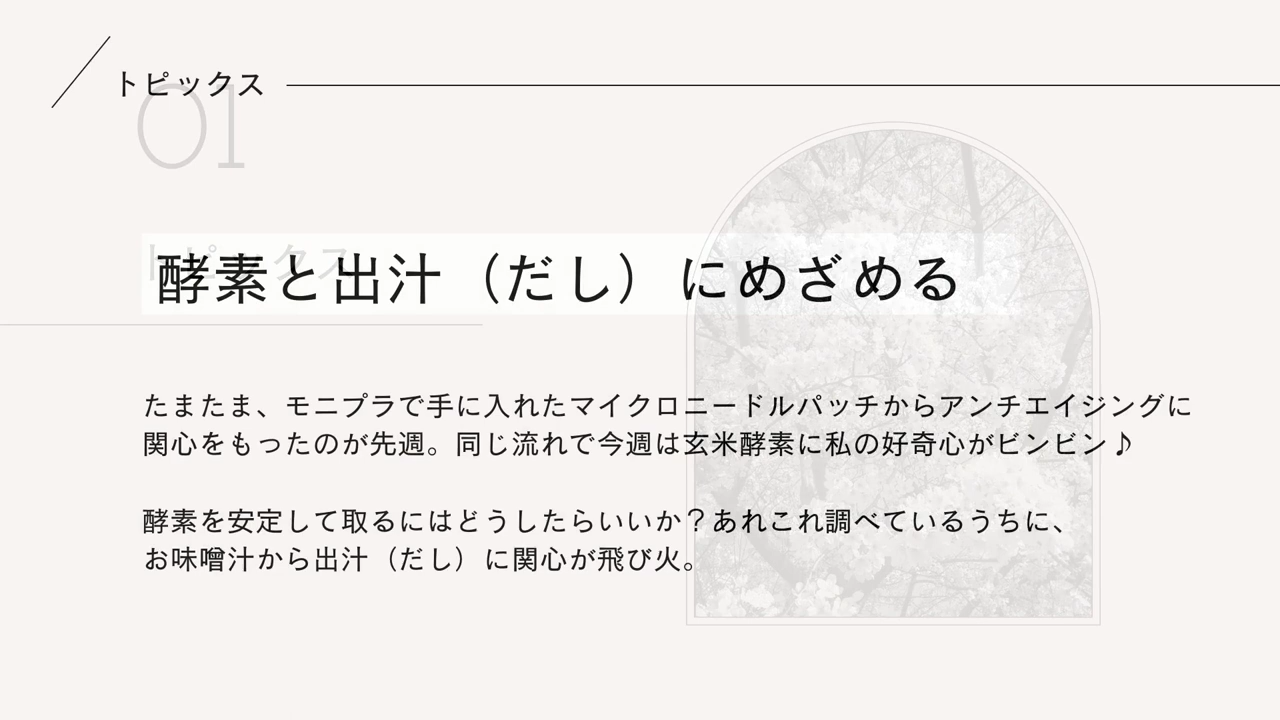 トピックス
01
トピックス
酵素と出汁（だし）にめざめる
たまたま、モニプラで手に入れたマイクロニードルパッチからアンチエイジングに
関心をもったのが先週。同じ流れで今週は玄米酵素に私の好奇心がビンビン♪
酵素を安定して取るにはどうしたらいいか？あれこれ調べているうちに、
お味噌汁から出汁（だし）に関心が飛び火。